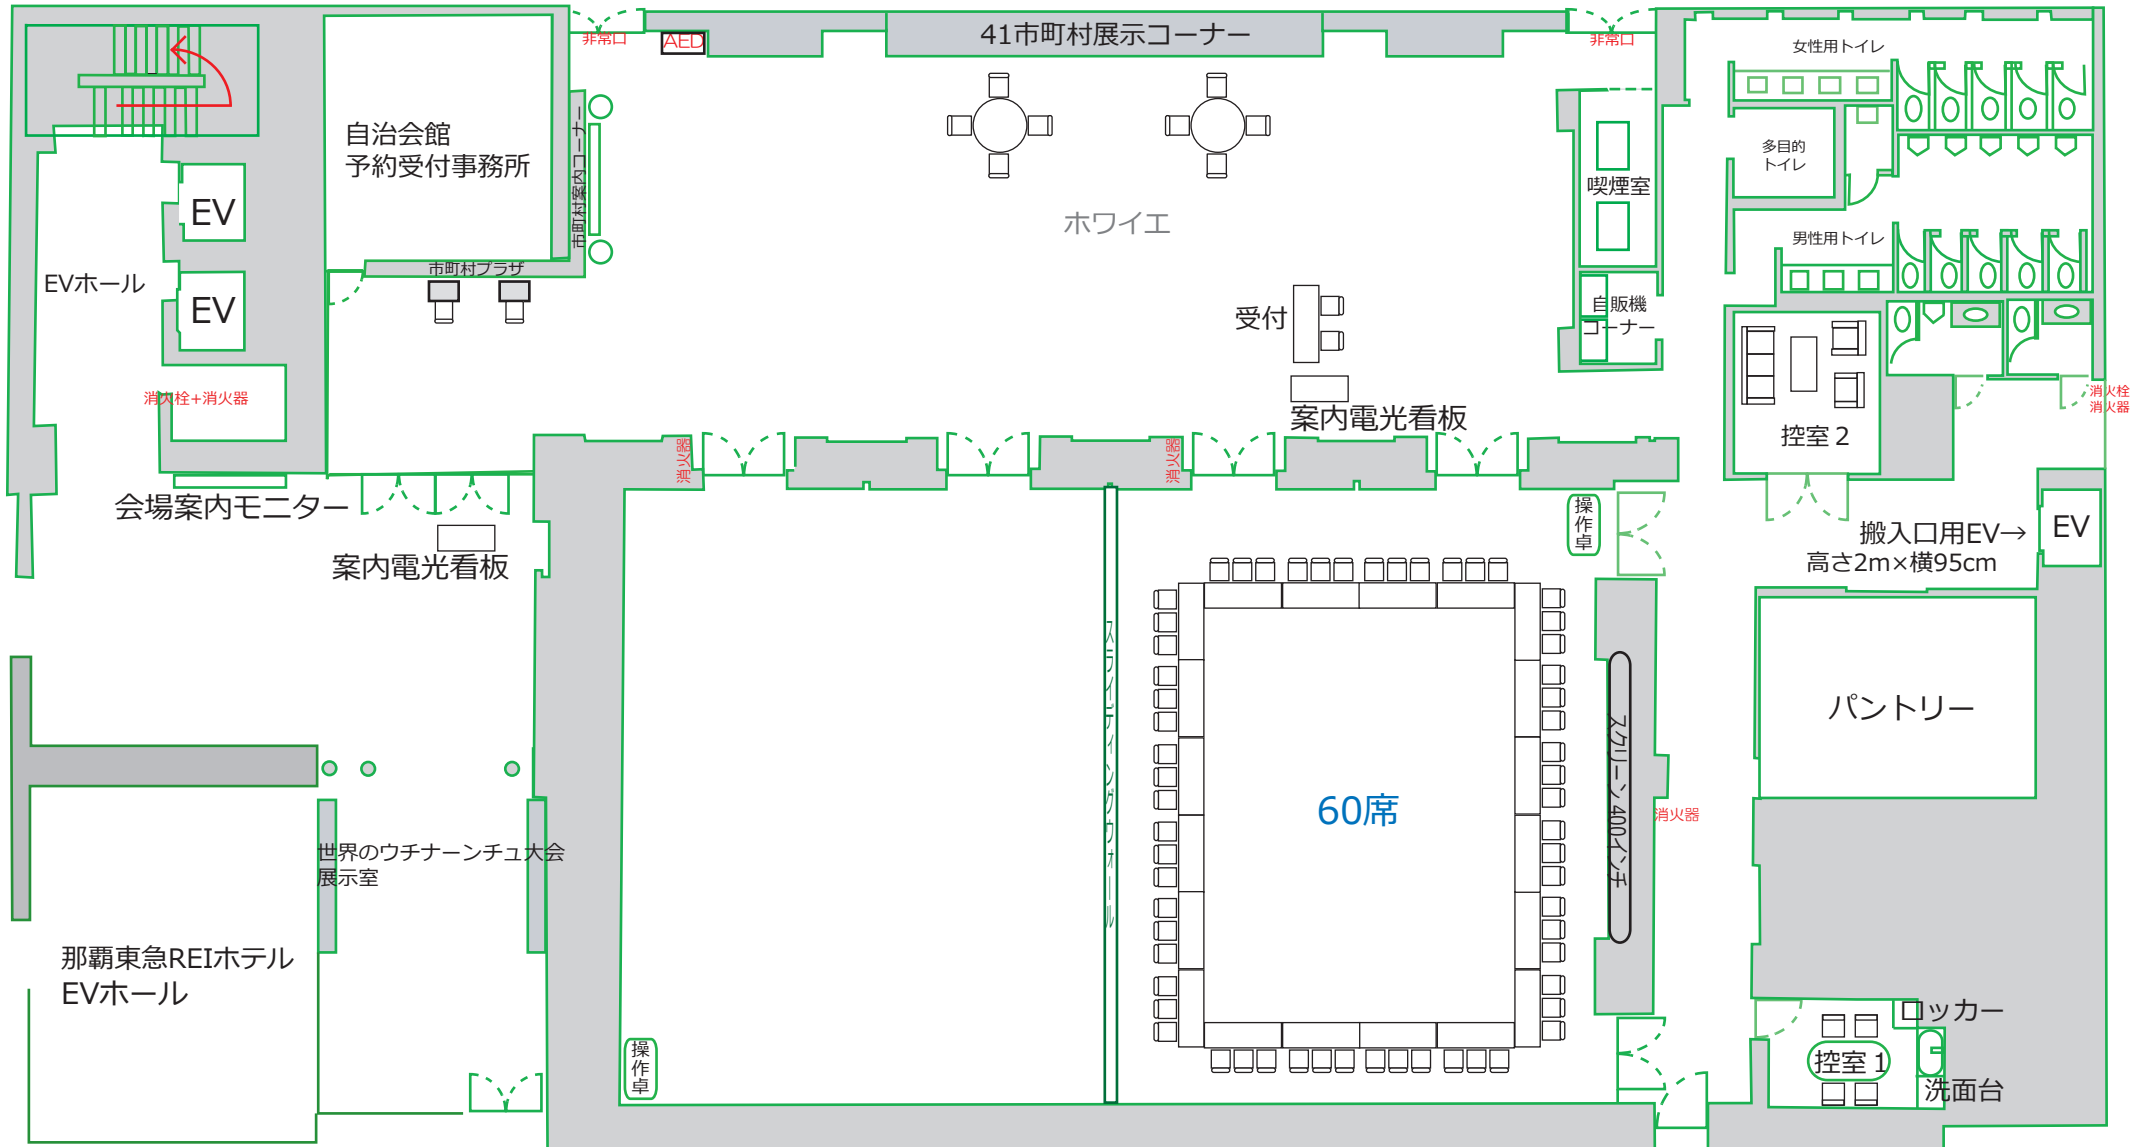 非常口
AED
41市町村展示コーナー
非常口
女性用トイレ
自治会館
予約受付事務所
市町村案内コーナー
多目的
トイレ
喫煙室
EV
ホワイエ
男性用トイレ
EVホール
市町村プラザ
EV
受付
自販機
コーナー
消火栓+消火器
案内電光看板
消火栓
消火器
控室2
消火器
消火器
会場案内モニター
操作卓
搬入口用EV→
高さ2m×横95cm
EV
案内電光看板
スライディングウォール
スクリーン400インチ
パントリー
60席
消火器
世界のウチナーンチュ大会
展示室
那覇東急REIホテル
EVホール
ロッカー
操作卓
控室1
洗面台